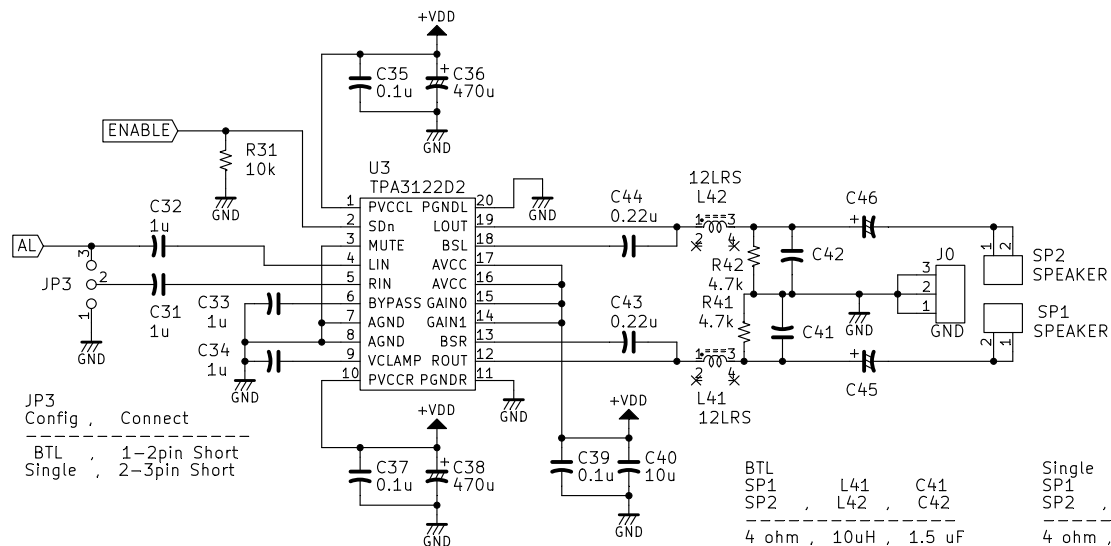 +VDD
C35
0.1u
C36
470u
GND
ENABLE
R31
10k
GND
U3
TPA3122D2
1 PVCCL PGNDL 20
2 SDn LOUT 19
3 MUTE BSL 18
4 LIN AVCC 17
5 RIN AVCC 16
6 BYPASS GAIN0 15
7 AGND GAIN1 14
8 AGND BSR 13
9 VCLAMP ROUT 12
10 PVCCR PGNDR 11
GND
GND
C32
1u
AL
3
JP3
2
1
GND
C31
1u
C33
1u
C34
1u
GND
C44
0.22u
C43
0.22u
12LRS
L42
1 3
2 4
R42
4.7k
C42
C46
+
R41
4.7k
C41
GND
1 3
2 4
L41
12LRS
C45
+
J0
3
2
1
GND
1 2
SP2
SPEAKER
SP1
SPEAKER
2 1
JP3
Config , Connect
BTL , 1-2pin Short
Single , 2-3pin Short
+VDD
C37
0.1u
C38
470u
GND
+VDD
C39
0.1u
C40
10u
GND
BTL
SP1 L41 C41
SP2 , L42 , C42
4 ohm , 10uH , 1.5 uF
Single
SP1
SP2 ,
4 ohm ,